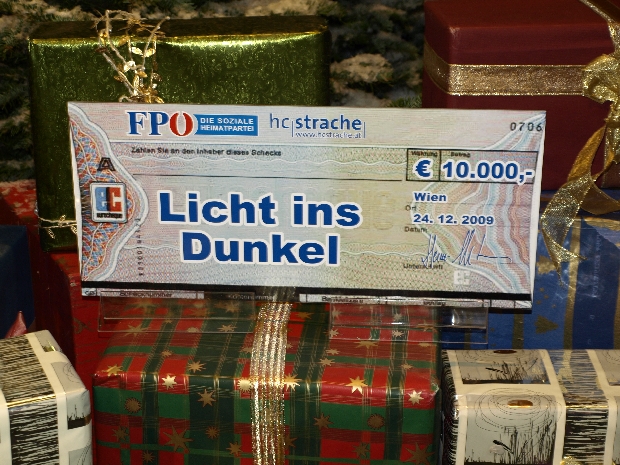 FPÖ DIE SOZIALE HEIMATPARTEI hc|strache
www.hcstrache.at
0706
Zahlen Sie an den Inhaber dieses Schecks
Währung Betrag
€ 10.000,-
EC
Licht ins
Dunkel
Wien
Ort
24. 12. 2009
Datum
Unterschrift